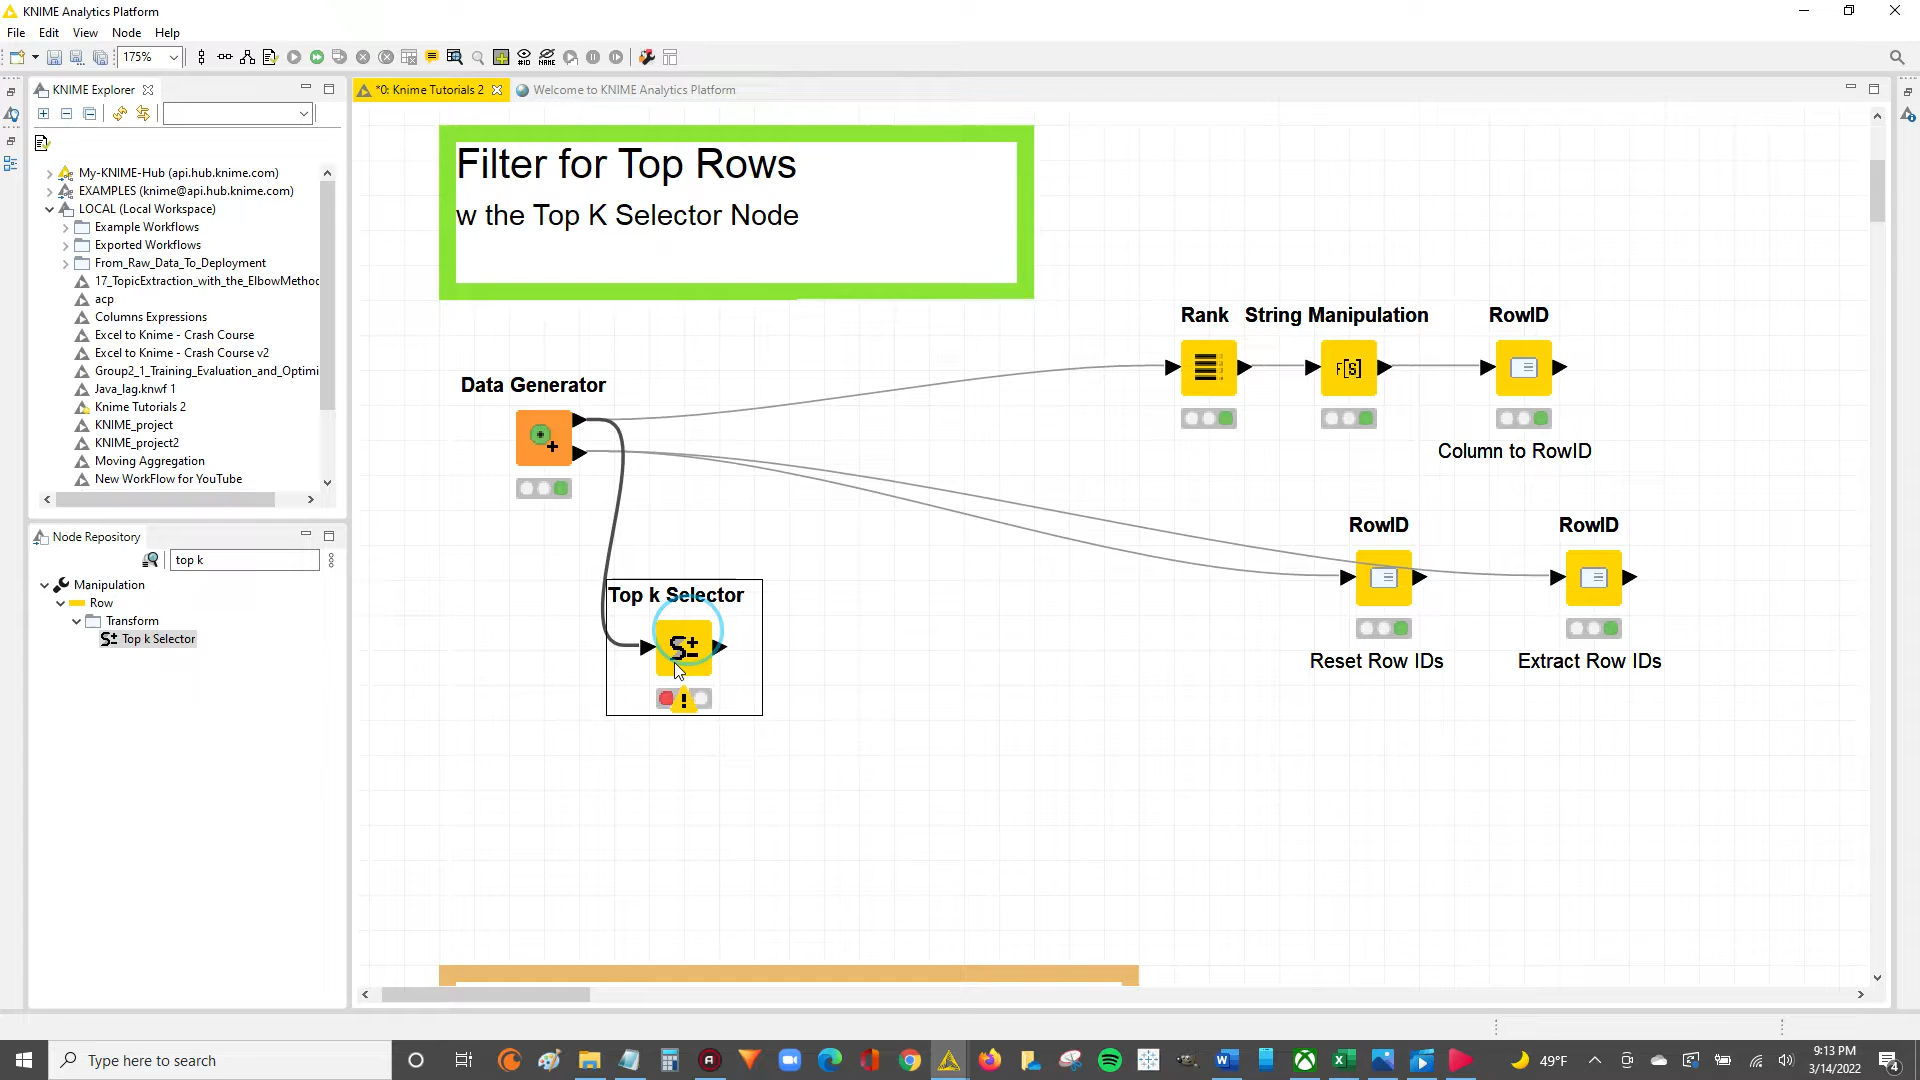 KNIME Analytics Platform
File Edit View Node Help
175%
KNIME Explorer
*0: Knime Tutorials 2
Welcome to KNIME Analytics Platform
My-KNIME-Hub (api.hub.knime.com)
EXAMPLES (knime@api.hub.knime.com)
LOCAL (Local Workspace)
Example Workflows
Exported Workflows
From_Raw_Data_To_Deployment
17_TopicExtraction_with_the_ElbowMethod
acp
Columns Expressions
Excel to Knime - Crash Course
Excel to Knime - Crash Course v2
Group2_1_Training_Evaluation_and_Optimi
Java_lag.knwf 1
Knime Tutorials 2
KNIME_project
KNIME_project2
Moving Aggregation
New WorkFlow for YouTube
Node Repository
top k
Manipulation
Row
Transform
Top k Selector
Filter for Top Rows
w the Top K Selector Node
Data Generator
Top k Selector
Rank
String Manipulation
RowID
Column to RowID
RowID
RowID
Reset Row IDs
Extract Row IDs
Type here to search
49°F
9:13 PM
3/14/2022
4